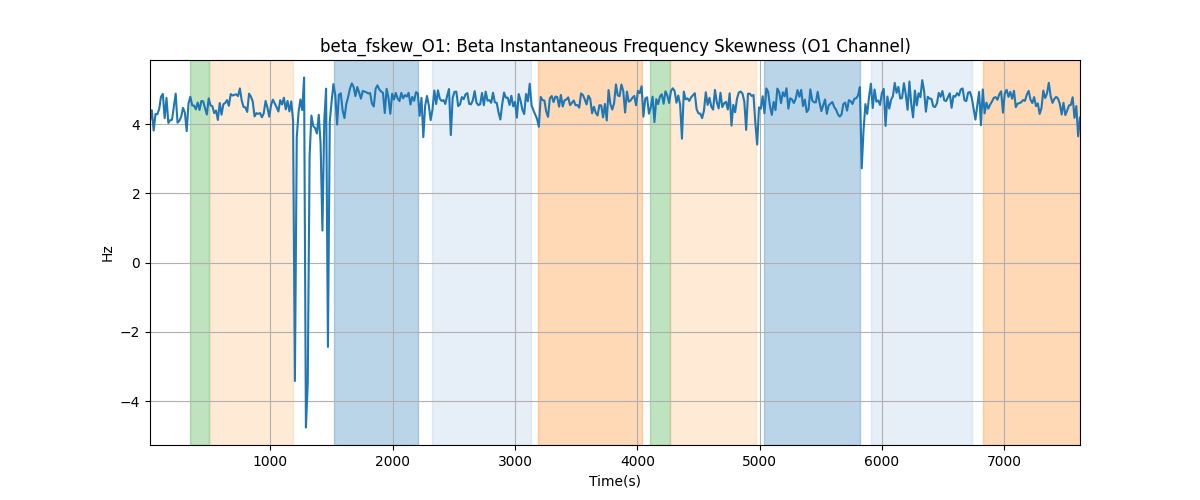 beta_fskew_O1: Beta Instantaneous Frequency Skewness (O1 Channel)
Hz
4
2
0
−2
−4
1000 2000 3000 4000 5000 6000 7000
Time(s)